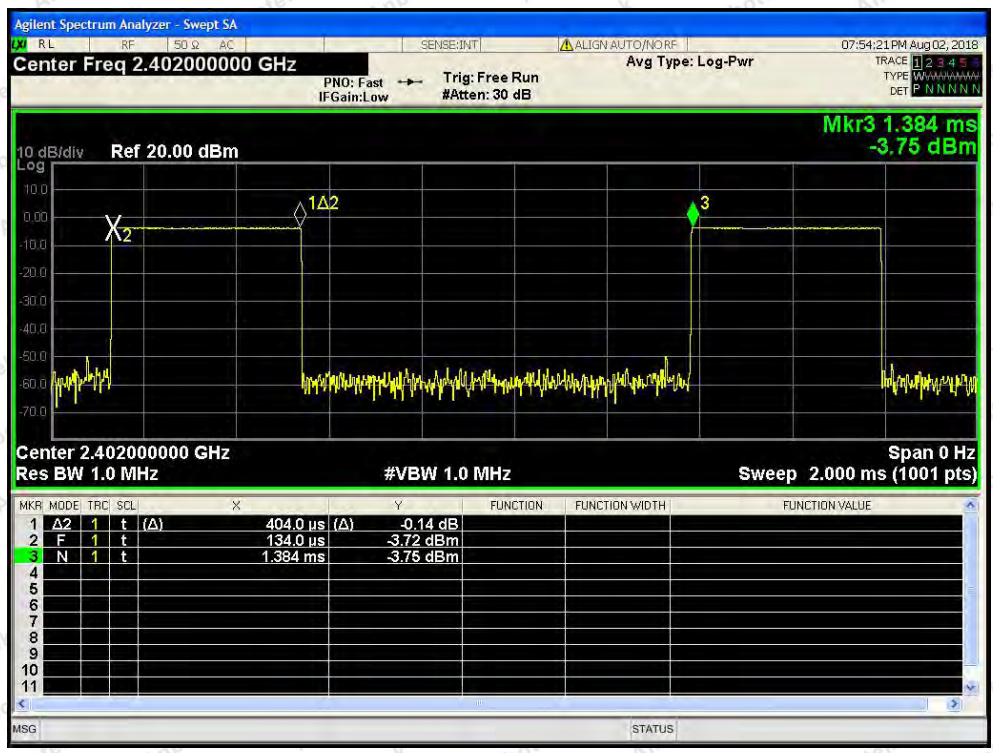 Agilent Spectrum Analyzer - Swept SA
LXI RL RF 50 Ω AC SENSE:INT ALIGN AUTO/NO RF 07:54:21 PM Aug 02, 2018
Center Freq 2.402000000 GHz
PNO: Fast
IFGain:Low
Trig: Free Run
#Atten: 30 dB
Avg Type: Log-Pwr
TRACE 1 2 3 4 5 6
TYPE WWWWWW
DET P N N N N N
Mkr3 1.384 ms
-3.75 dBm
10 dB/div Ref 20.00 dBm
Log
10.0
0.00
-10.0
-20.0
-30.0
-40.0
-50.0
-60.0
-70.0
2
1Δ2
3
Center 2.402000000 GHz Span 0 Hz
Res BW 1.0 MHz #VBW 1.0 MHz Sweep 2.000 ms (1001 pts)
MKR MODE TRC SCL X Y FUNCTION FUNCTION WIDTH FUNCTION VALUE
1 Δ2 1 t (Δ) 404.0 µs (Δ) -0.14 dB
2 F 1 t 134.0 µs -3.72 dBm
3 N 1 t 1.384 ms -3.75 dBm
4
5
6
7
8
9
10
11
MSG STATUS